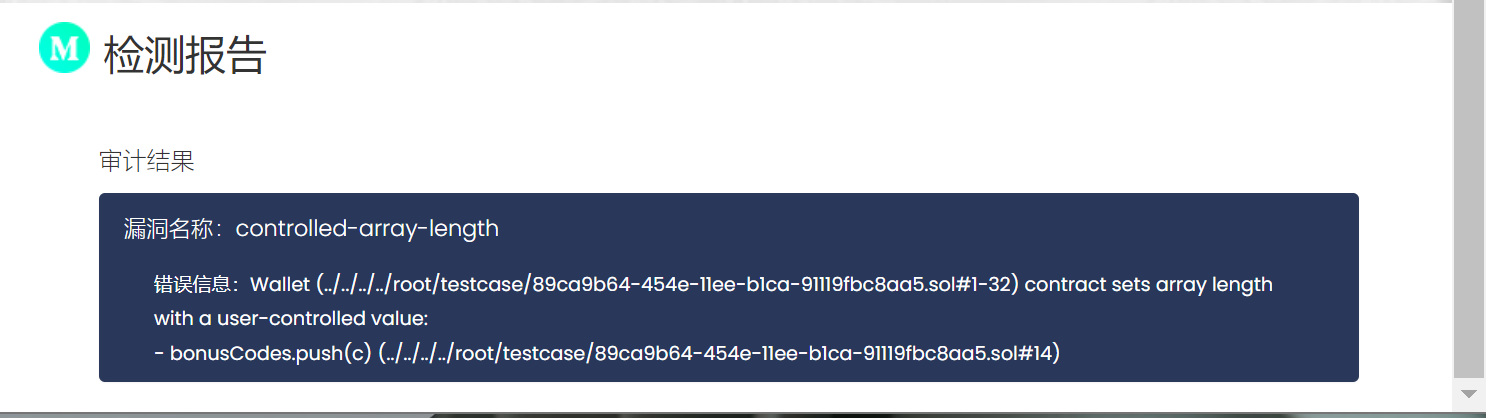 M 检测报告
审计结果
漏洞名称：controlled-array-length
错误信息：Wallet (../../../../root/testcase/89ca9b64-454e-11ee-b1ca-91119fbc8aa5.sol#1-32) contract sets array length
with a user-controlled value:
- bonusCodes.push(c) (../../../../root/testcase/89ca9b64-454e-11ee-b1ca-91119fbc8aa5.sol#14)